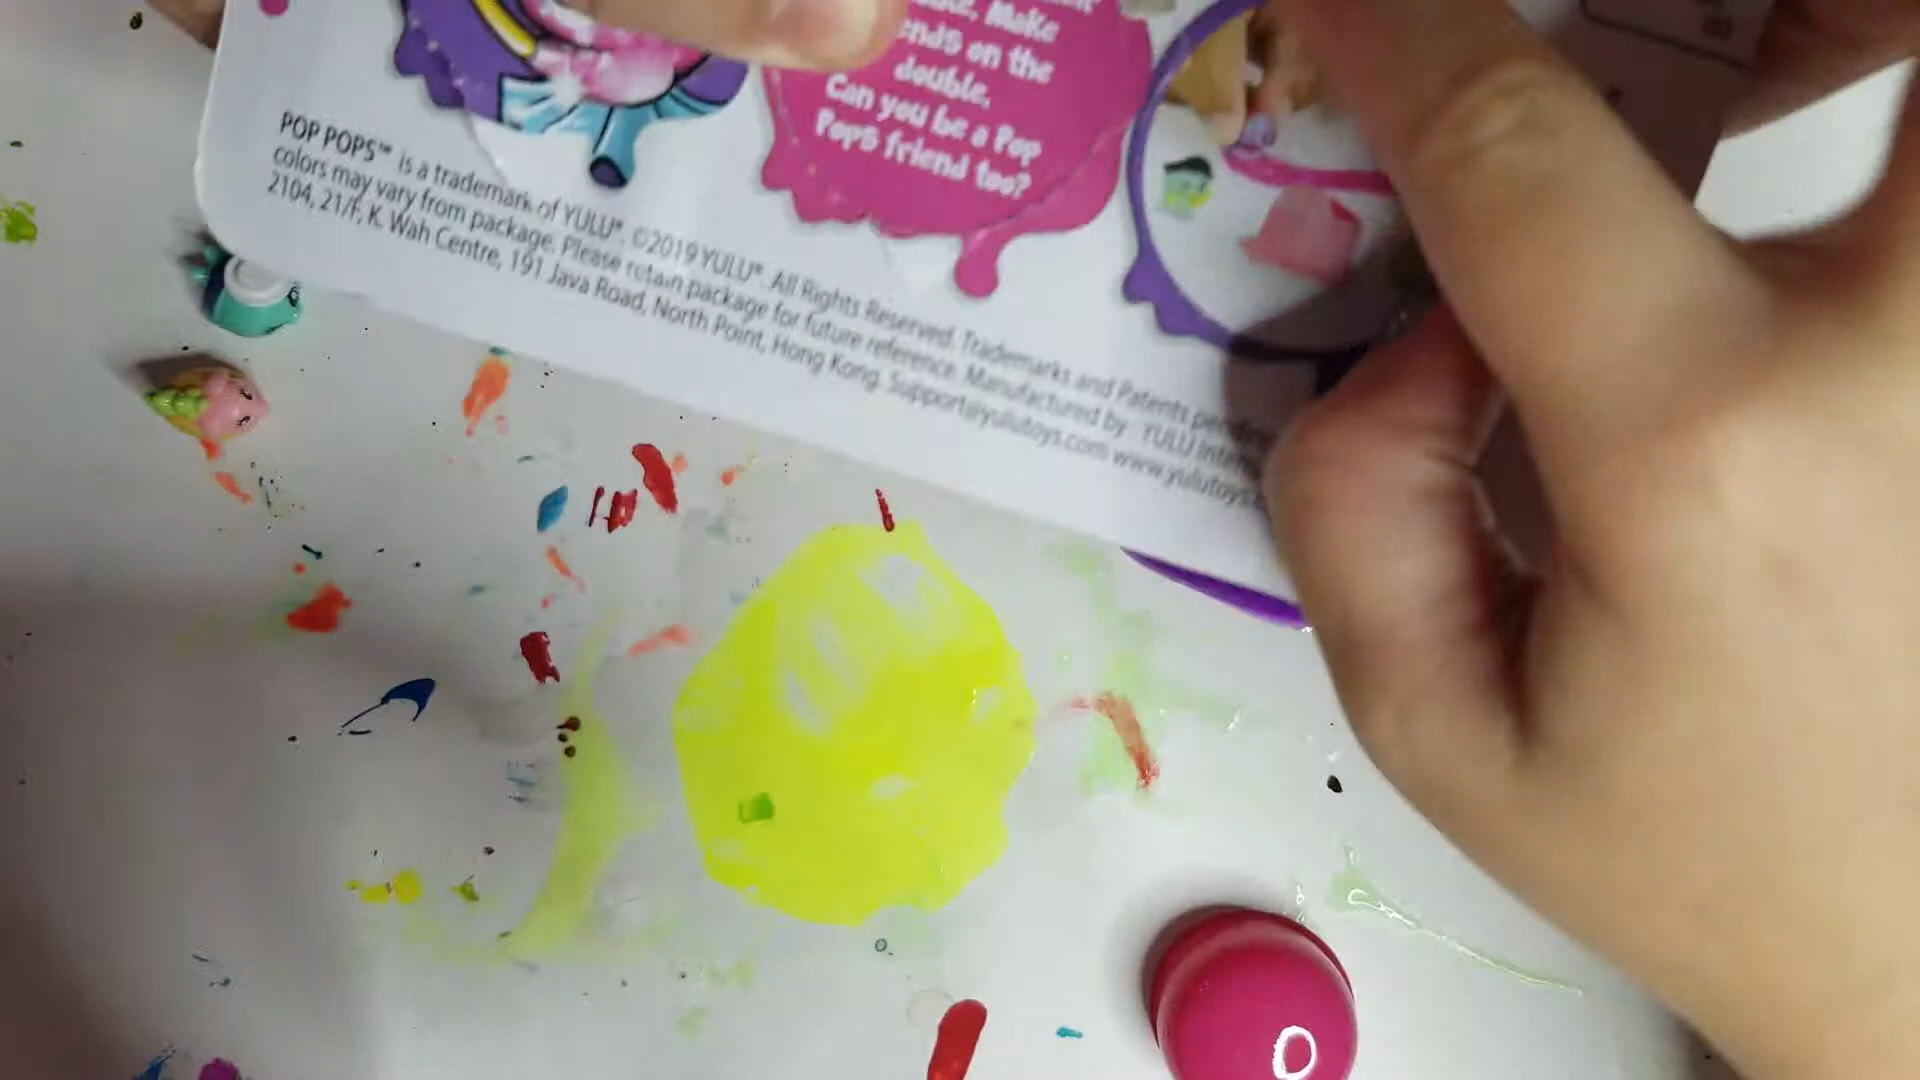 Make
on the
double,
Can you be a Pop
Pops friend too?
POP POPS™ is a trademark of YULU®. ©2019 YULU®. All Rights Reserved. Trademarks and Patents pending
colors may vary from package. Please retain package for future reference. Manufactured by: YULU
2104, 21/F, K. Wah Centre, 191 Java Road, North Point, Hong Kong. Support@yulutoys.com www.yulutoys